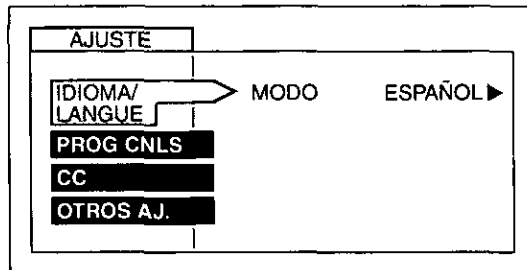 AJUSTE
IDIOMA/ MODO ESPAÑOL▶
LANGUE
PROG CNLS
CC
OTROS AJ.